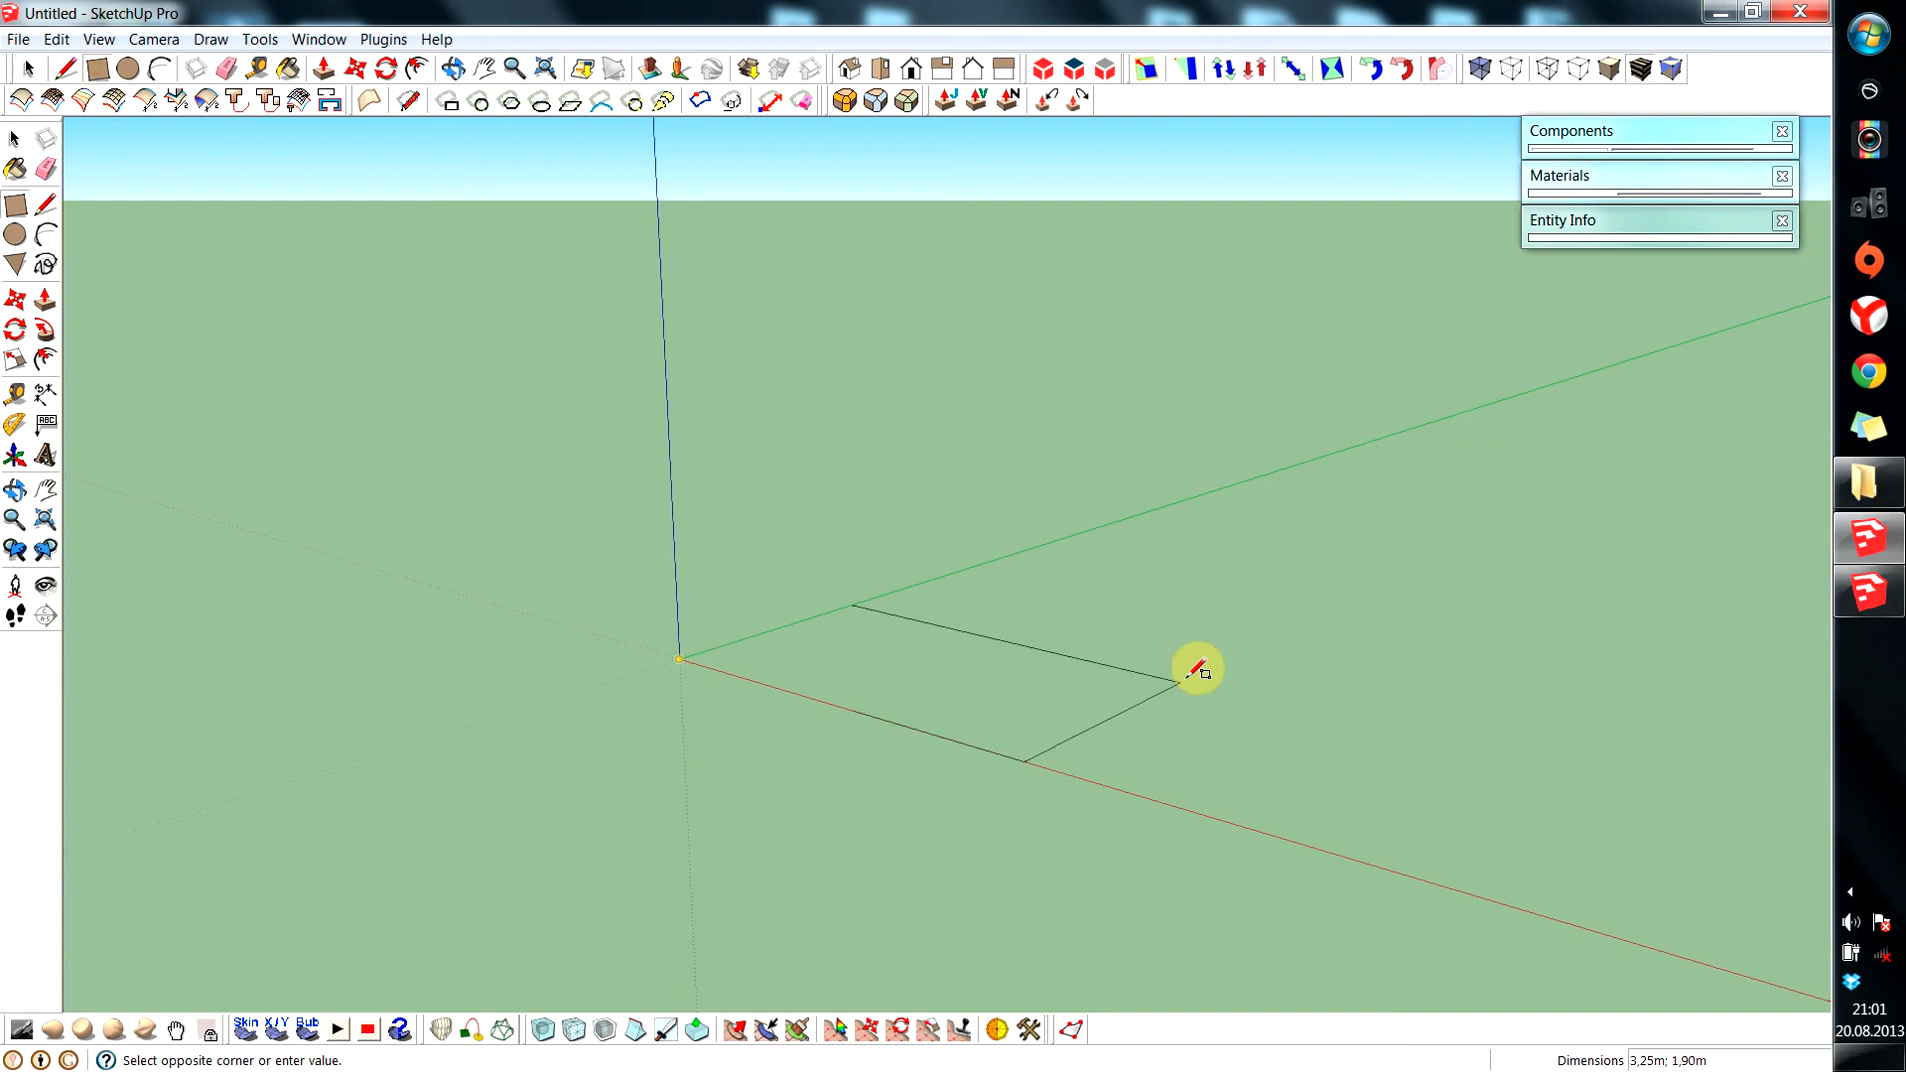 Untitled - SketchUp Pro
File Edit View Camera Draw Tools Window Plugins Help
Components
Materials
Entity Info
ABC
Skin X/Y Bub
Select opposite corner or enter value.
Dimensions 3,25m; 1,90m
21:01
20.08.2013